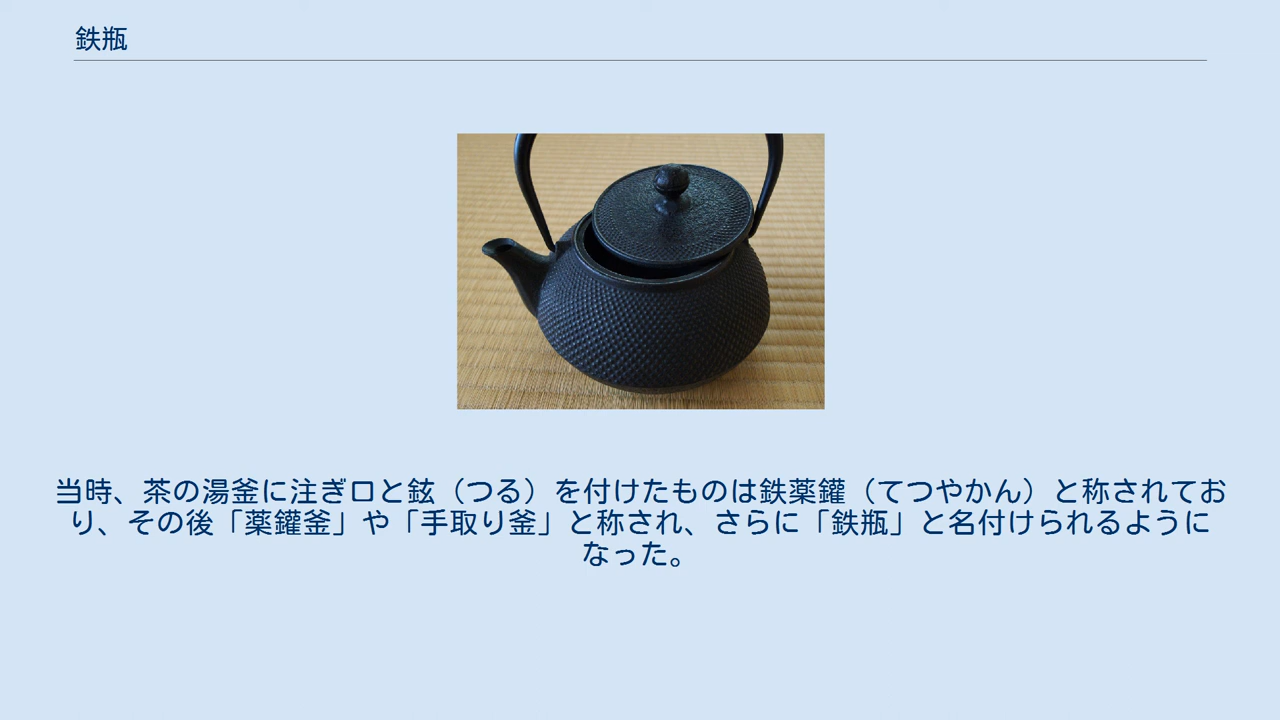 鉄瓶
当時、茶の湯釜に注ぎ口と鉉（つる）を付けたものは鉄薬鑵（てつやかん）と称されてお
り、その後「薬鑵釜」や「手取り釜」と称され、さらに「鉄瓶」と名付けられるように
なった。